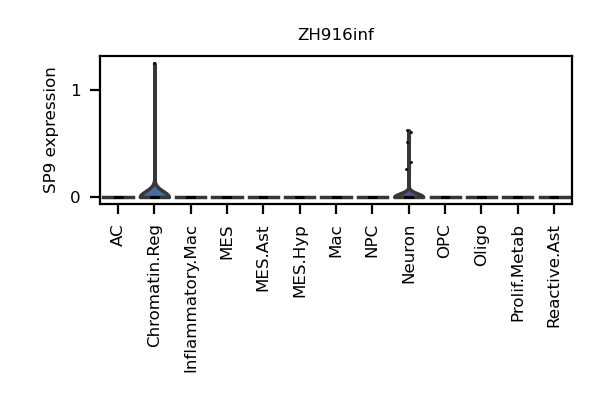 ZH916inf
SP9 expression
1
0
AC
Chromatin.Reg
Inflammatory.Mac
MES
MES.Ast
MES.Hyp
Mac
NPC
Neuron
OPC
Oligo
Prolif.Metab
Reactive.Ast